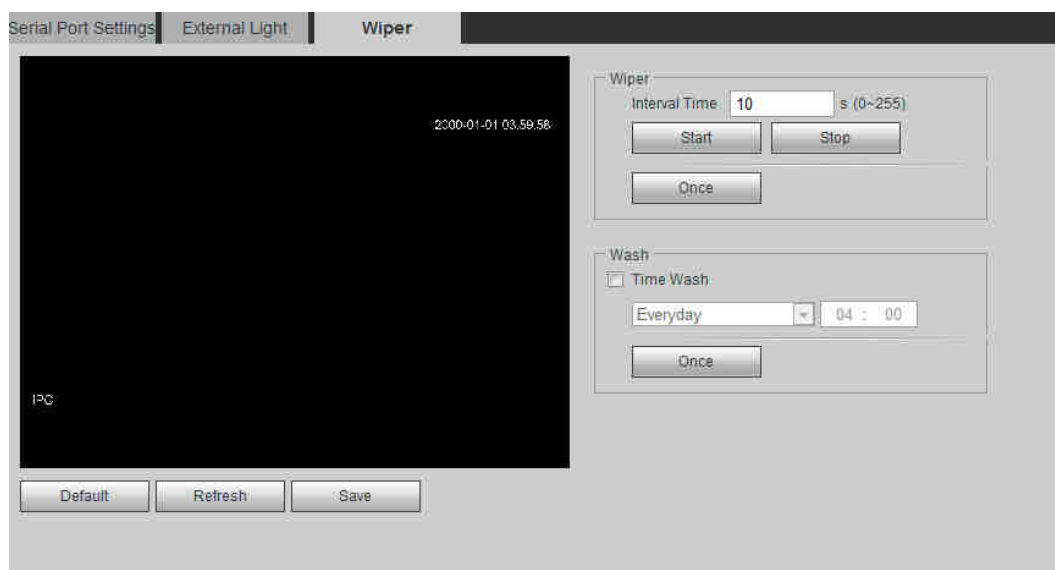 Serial Port Settings External Light Wiper
2000-01-01 03:59:58
IPC
Wiper
Interval Time 10 s (0~255)
Start Stop
Once
Wash
Time Wash
Everyday 04 : 00
Once
Default Refresh Save